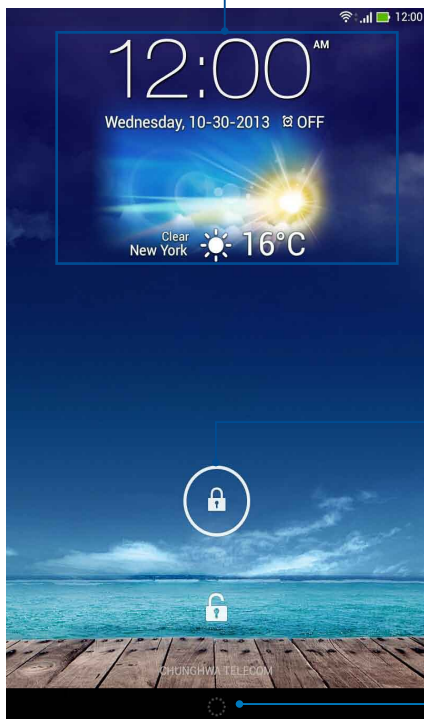 12:00
12:00 AM
Wednesday, 10-30-2013 OFF
Clear
New York 16°C
CHUNGHWA TELECOM